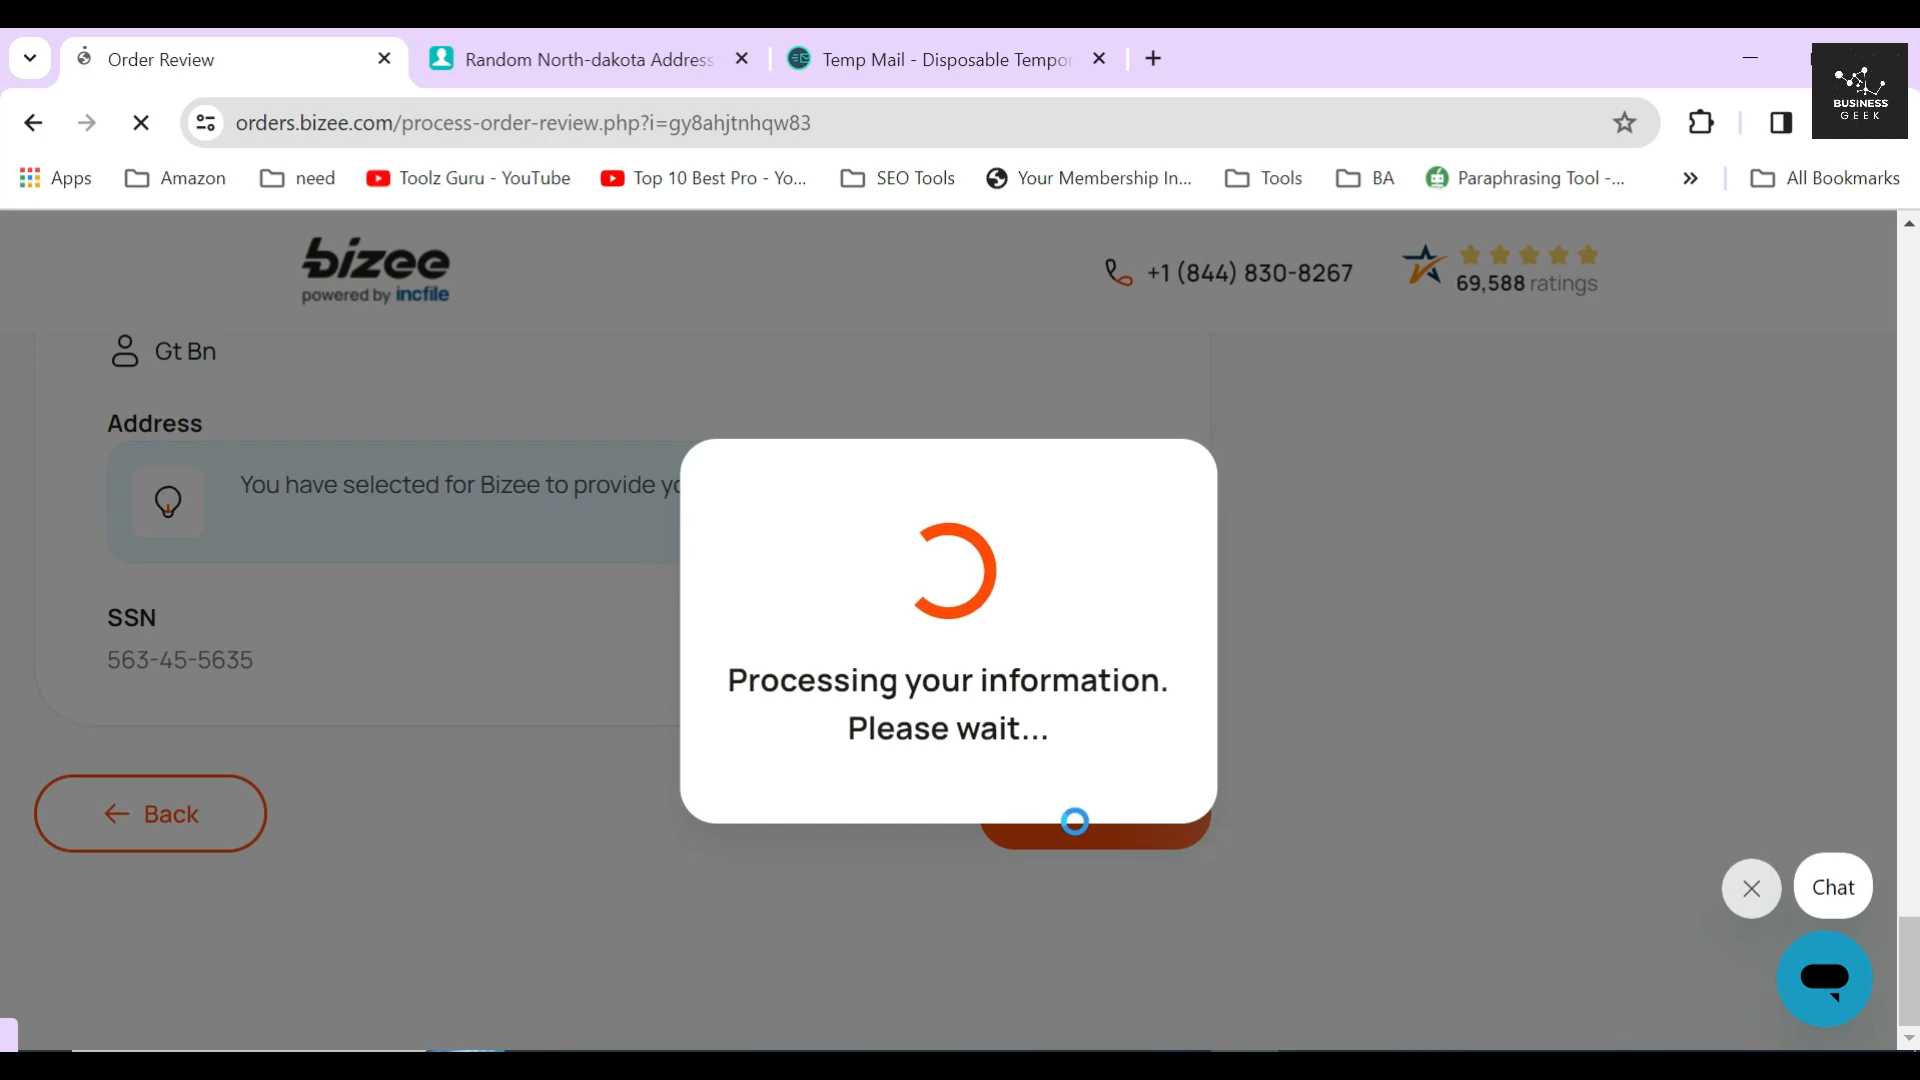 Order Review
Random North-dakota Address
Temp Mail - Disposable Tempo
BUSINESS
GEEK
orders.bizee.com/process-order-review.php?i=gy8ahjtnhqw83
Apps
Amazon
need
Toolz Guru - YouTube
Top 10 Best Pro - Yo...
SEO Tools
Your Membership In...
Tools
BA
Paraphrasing Tool -...
All Bookmarks
bizee
powered by incfile
+1 (844) 830-8267
69,588 ratings
Gt Bn
Address
You have selected for Bizee to provide yo
SSN
563-45-5635
Processing your information.
Please wait...
Back
Chat